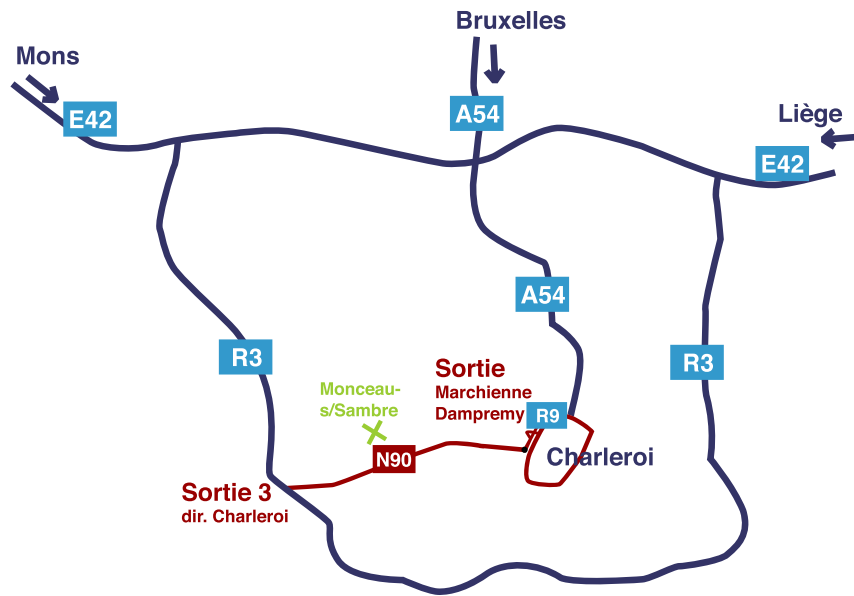 Bruxelles
Mons
E42
A54
Liège
E42
A54
R3
R3
Sortie
Marchienne
Dampremy
Monceau-
s/Sambre
R9
N90
Charleroi
Sortie 3
dir. Charleroi